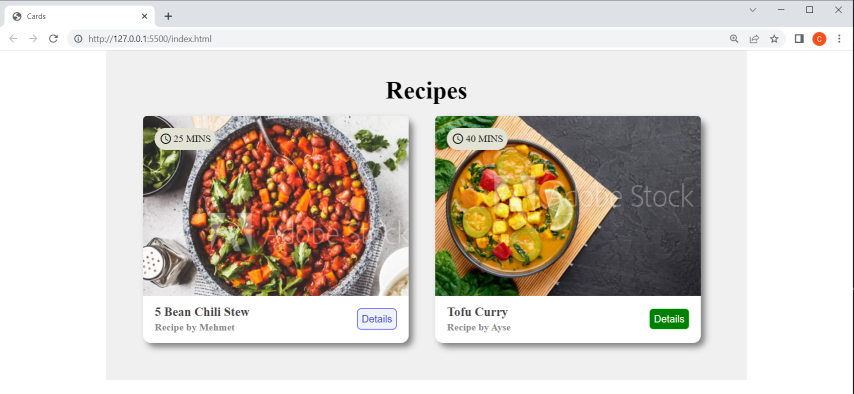 Cards
http://127.0.0.1:5500/index.html
C
Recipes
25 MINS
40 MINS
Adobe Stock
Adobe Stock
5 Bean Chili Stew
Recipe by Mehmet
Details
Tofu Curry
Recipe by Ayse
Details